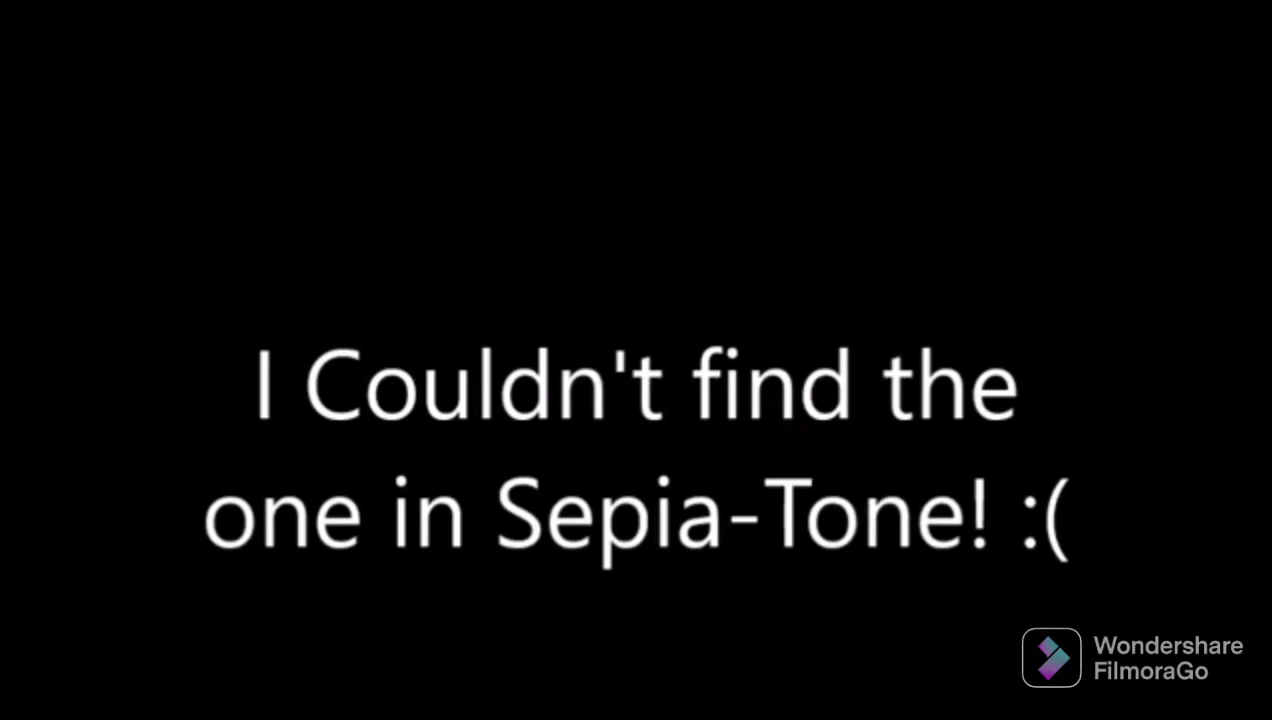 I Couldn't find the
one in Sepia-Tone! :(
Wondershare
FilmoraGo